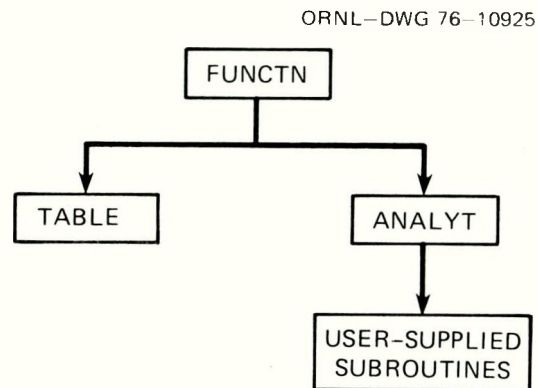 ORNL-DWG 76-10925
FUNCTN
TABLE
ANALYT
USER-SUPPLIED
SUBROUTINES